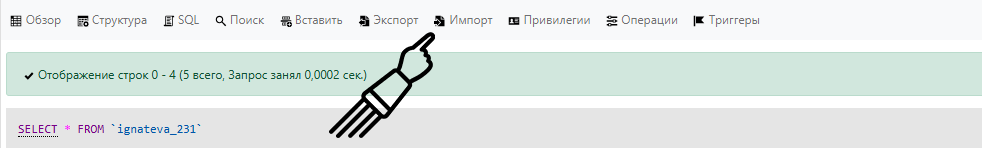 Обзор Структура SQL Поиск Вставить Экспорт Импорт Привилегии Операции Триггеры
Отображение строк 0 - 4 (5 всего, Запрос занял 0,0002 сек.)
SELECT * FROM `ignateva_231`